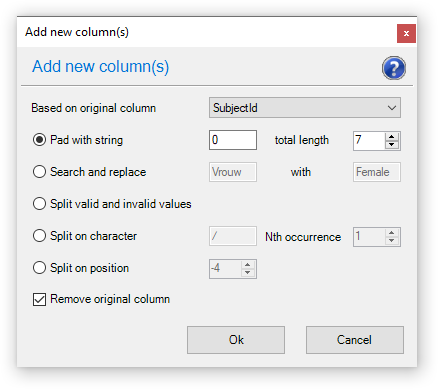 Add new column(s)
x
Add new column(s)
?
Based on original column SubjectId
Pad with string 0 total length 7
Search and replace Vrouw with Female
Split valid and invalid values
Split on character / Nth occurrence 1
Split on position -4
Remove original column
Ok Cancel